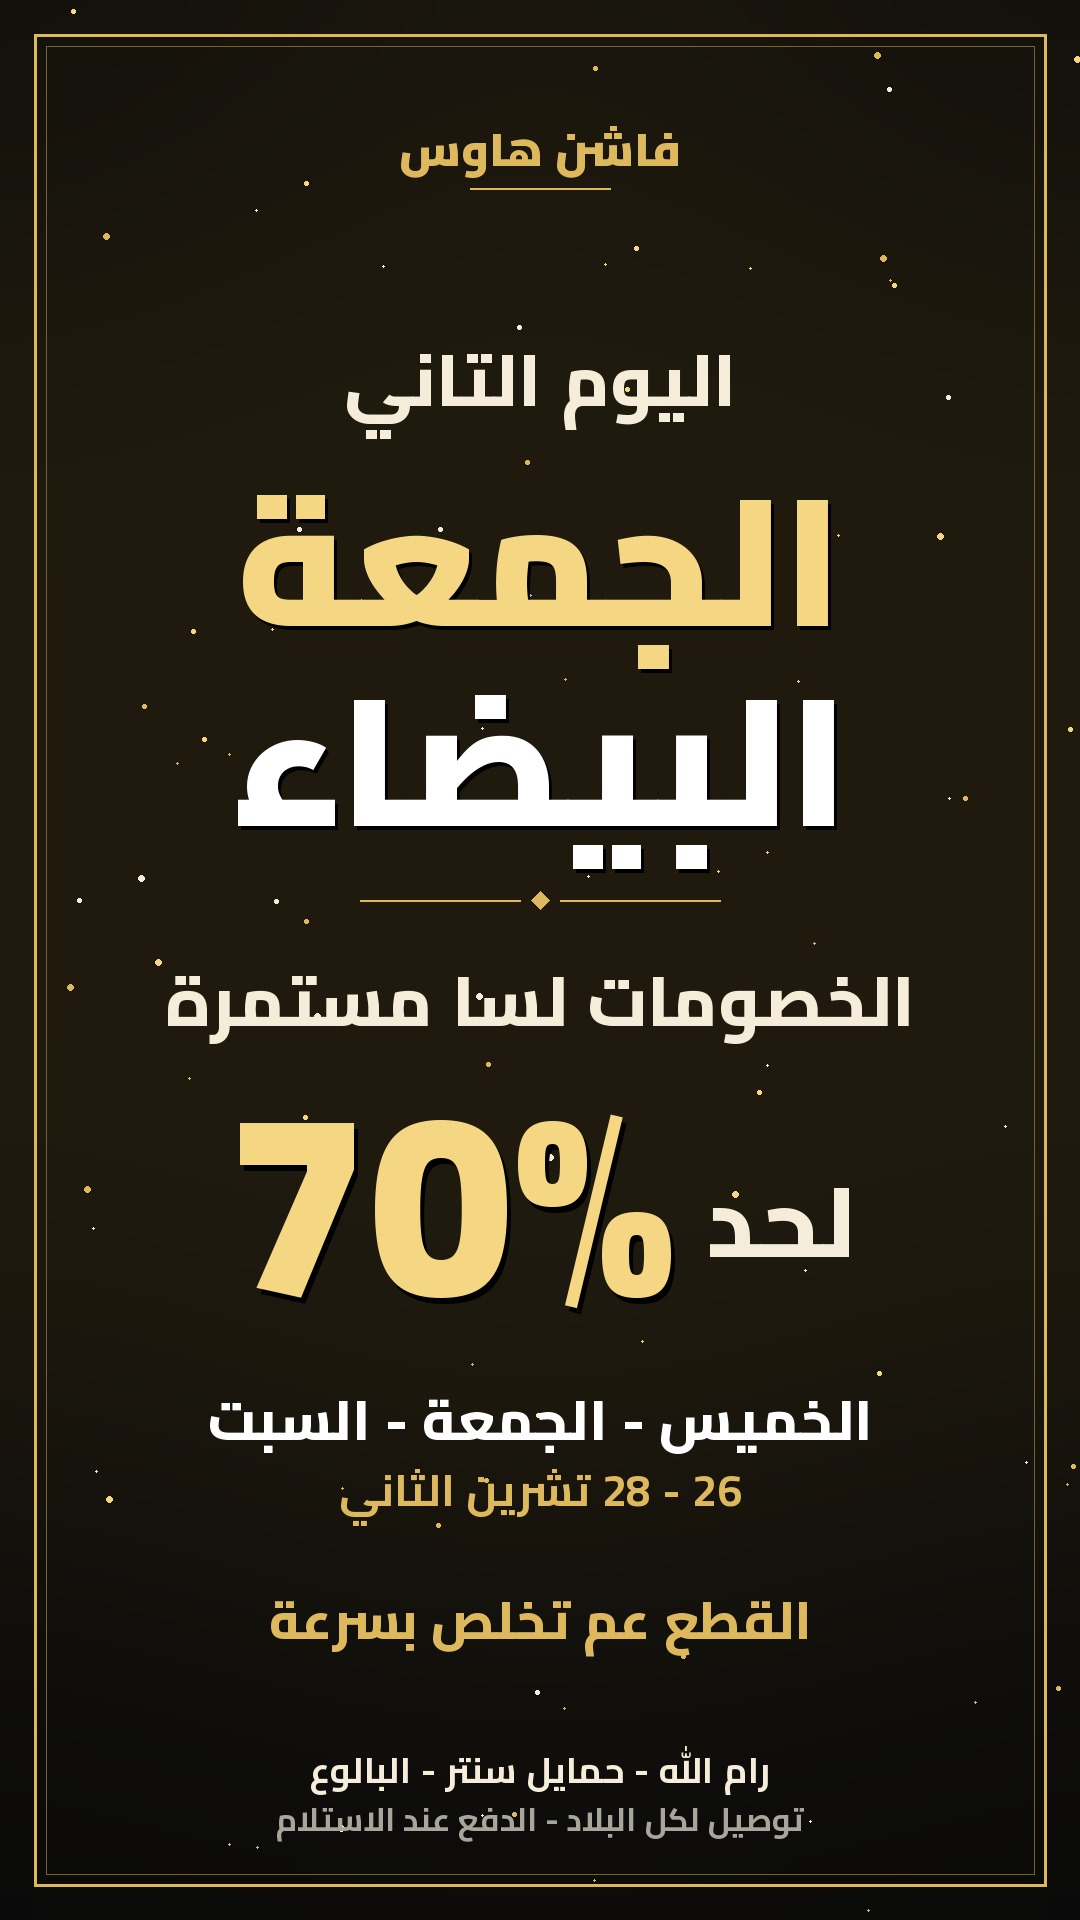 فاشن هاوس
اليوم التاني
الجمعة
البيضاء
الخصومات لسا مستمرة
لحد 70%
الخميس - الجمعة - السبت
26 - 28 تشرين الثاني
القطع عم تخلص بسرعة
رام الله - حمايل سنتر - البالوع
توصيل لكل البلاد - الدفع عند الاستلام